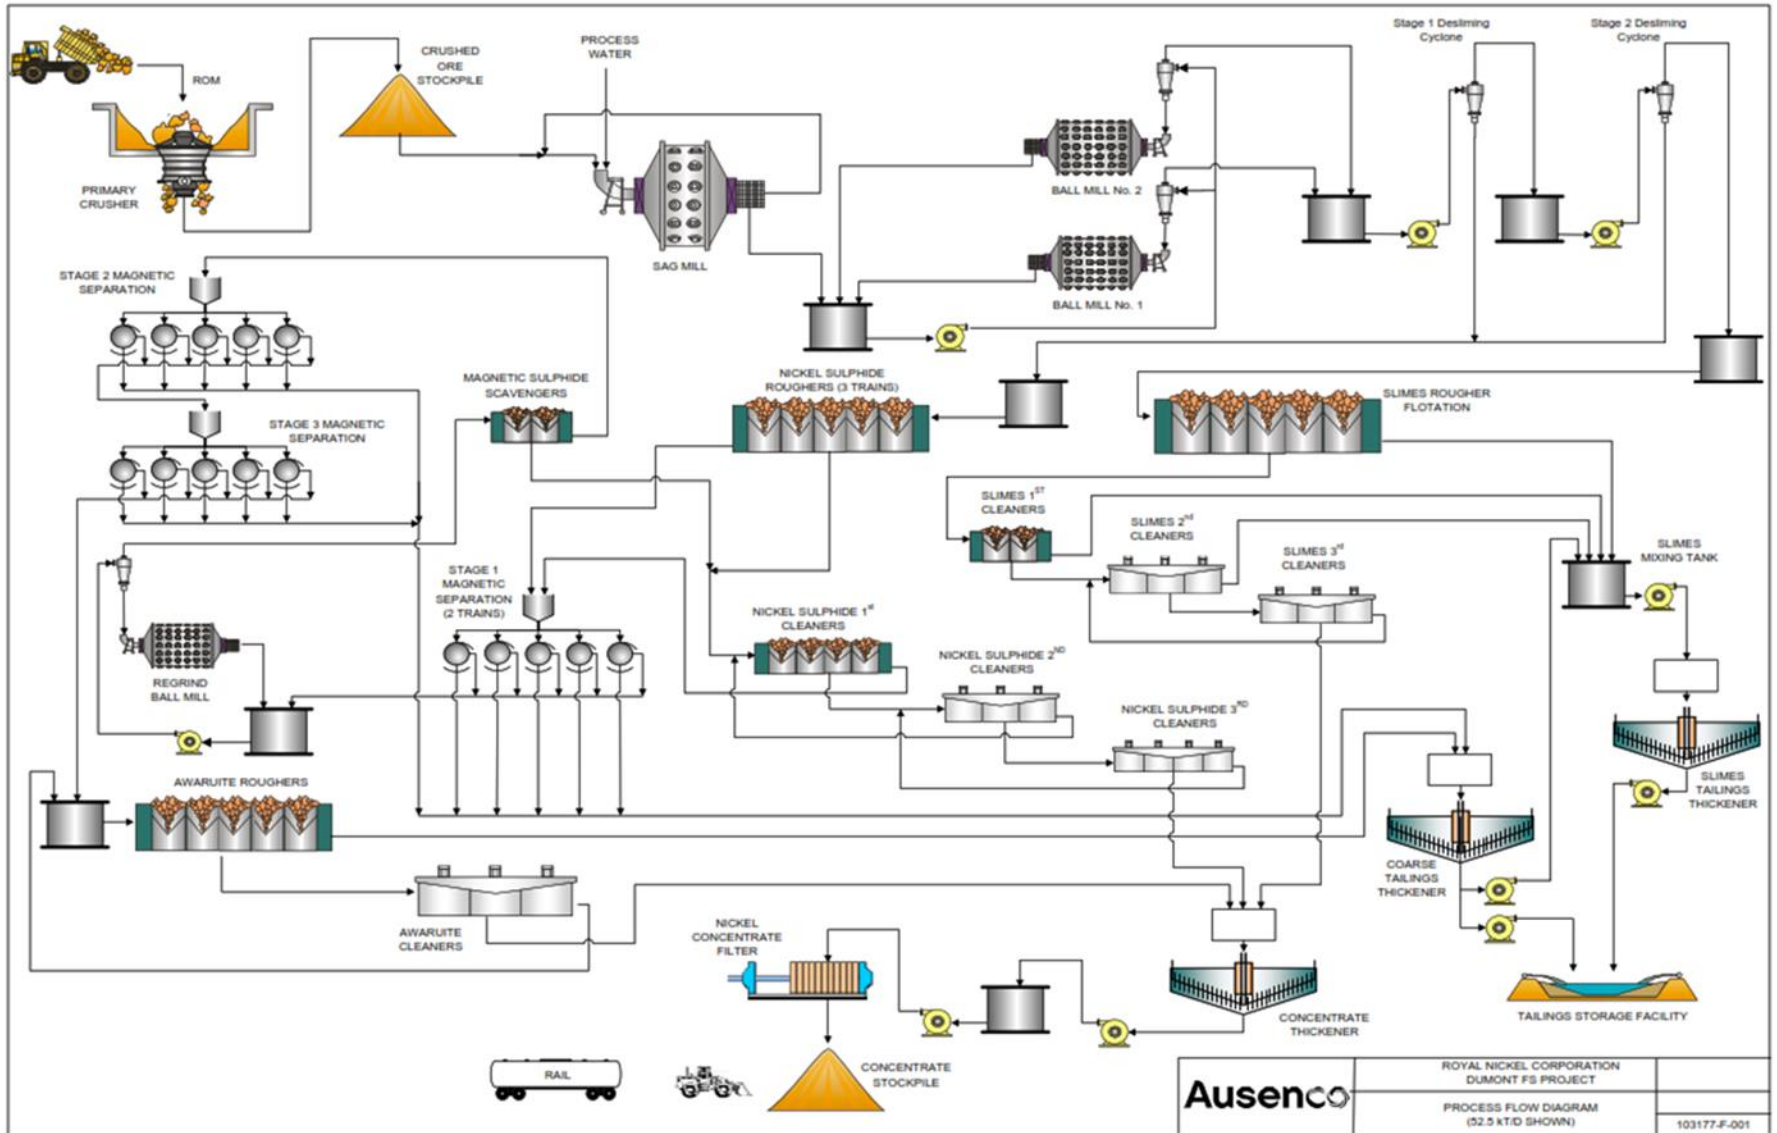 Stage 1 Desliming
Cyclone
Stage 2 Desliming
Cyclone
PROCESS
WATER
CRUSHED
ORE
STOCKPILE
ROM
PRIMARY
CRUSHER
SAG MILL
BALL MILL No. 2
BALL MILL No. 1
STAGE 2 MAGNETIC
SEPARATION
STAGE 3 MAGNETIC
SEPARATION
MAGNETIC SULPHIDE
SCAVENGERS
NICKEL SULPHIDE
ROUGHERS (3 TRAINS)
SLIMES ROUGHER
FLOTATION
SLIMES 1ST
CLEANERS
SLIMES 2nd
CLEANERS
SLIMES 3rd
CLEANERS
SLIMES
MIXING TANK
STAGE 1
MAGNETIC
SEPARATION
(2 TRAINS)
NICKEL SULPHIDE 1st
CLEANERS
NICKEL SULPHIDE 2ND
CLEANERS
NICKEL SULPHIDE 3RD
CLEANERS
REGRIND
BALL MILL
AWARUITE ROUGHERS
SLIMES
TAILINGS
THICKENER
COARSE
TAILINGS
THICKENER
AWARUITE
CLEANERS
NICKEL
CONCENTRATE
FILTER
CONCENTRATE
THICKENER
TAILINGS STORAGE FACILITY
RAIL
CONCENTRATE
STOCKPILE
Ausenco
ROYAL NICKEL CORPORATION
DUMONT FS PROJECT
PROCESS FLOW DIAGRAM
(52.5 kT/D SHOWN)
103177-F-001